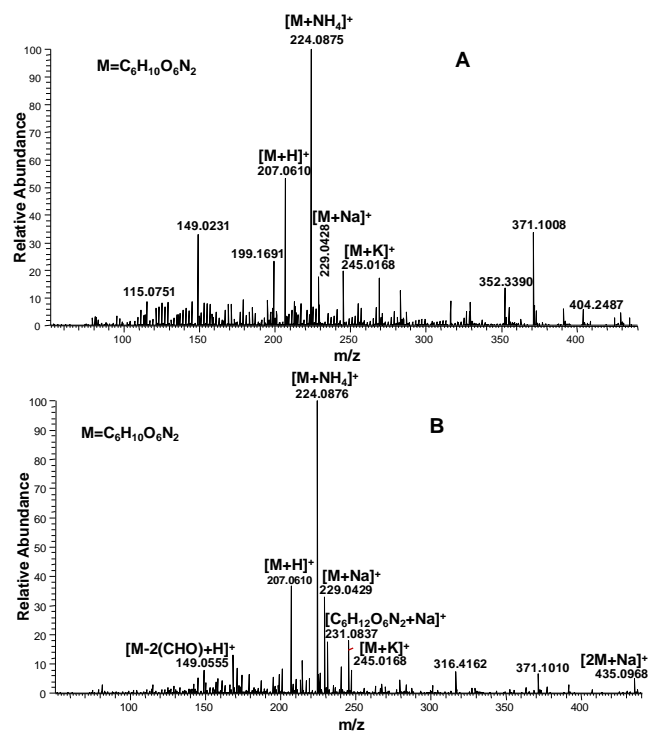 [M+NH₄]⁺
224.0875
M=C₆H₁₀O₆N₂
A
[M+H]⁺
207.0610
[M+Na]⁺
229.0428
149.0231
199.1691
[M+K]⁺
245.0168
371.1008
115.0751
352.3390
404.2487
Relative Abundance
100
90
80
70
60
50
40
30
20
10
0
100 150 200 250 300 350 400
m/z
[M+NH₄]⁺
224.0876
M=C₆H₁₀O₆N₂
B
[M+H]⁺
207.0610
[M+Na]⁺
229.0429
[C₆H₁₂O₆N₂+Na]⁺
231.0837
[M-2(CHO)+H]⁺
149.0555
[M+K]⁺
245.0168
316.4162
371.1010
[2M+Na]⁺
435.0968
Relative Abundance
100
90
80
70
60
50
40
30
20
10
0
100 150 200 250 300 350 400
m/z